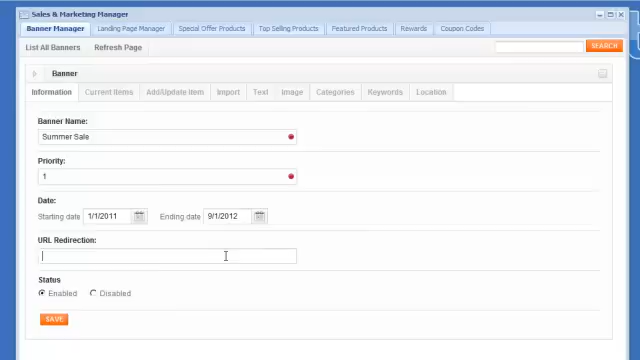 Sales & Marketing Manager
Banner Manager Landing Page Manager Special Offer Products Top Selling Products Featured Products Rewards Coupon Codes
List All Banners Refresh Page SEARCH
Banner
Information Current Items Add/Update Item Import Text Image Categories Keywords Location
Banner Name:
Summer Sale
Priority:
1
Date:
Starting date 1/1/2011 Ending date 9/1/2012
URL Redirection:
Status
Enabled Disabled
SAVE